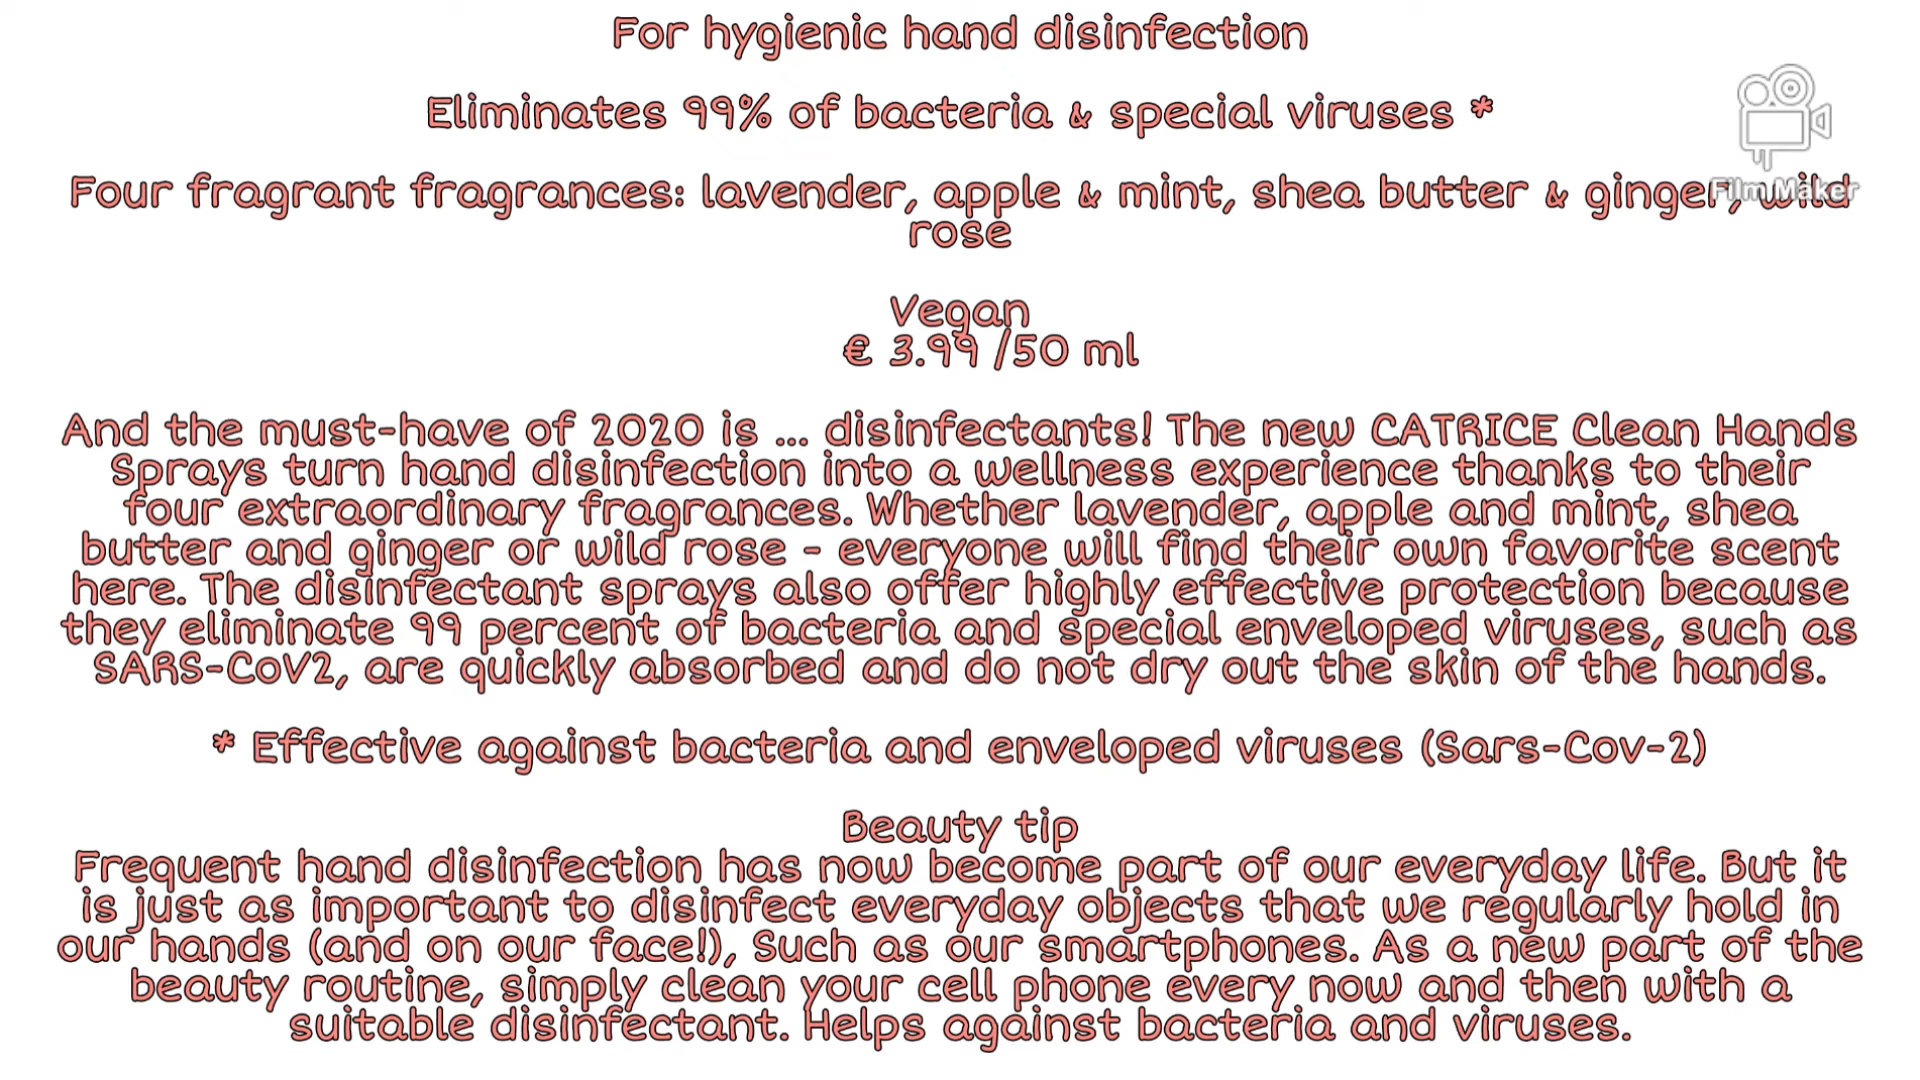 For hygienic hand disinfection
Eliminates 99% of bacteria & special viruses *
Four fragrant fragrances: lavender, apple & mint, shea butter & ginger, wild
rose
Film Maker
Vegan
€ 3.99 /50 ml
And the must-have of 2020 is ... disinfectants! The new CATRICE Clean Hands
Sprays turn hand disinfection into a wellness experience thanks to their
four extraordinary fragrances. Whether lavender, apple and mint, shea
butter and ginger or wild rose - everyone will find their own favorite scent
here. The disinfectant sprays also offer highly effective protection because
they eliminate 99 percent of bacteria and special enveloped viruses, such as
SARS-CoV2, are quickly absorbed and do not dry out the skin of the hands.
* Effective against bacteria and enveloped viruses (Sars-Cov-2)
Beauty tip
Frequent hand disinfection has now become part of our everyday life. But it
is just as important to disinfect everyday objects that we regularly hold in
our hands (and on our face!), Such as our smartphones. As a new part of the
beauty routine, simply clean your cell phone every now and then with a
suitable disinfectant. Helps against bacteria and viruses.